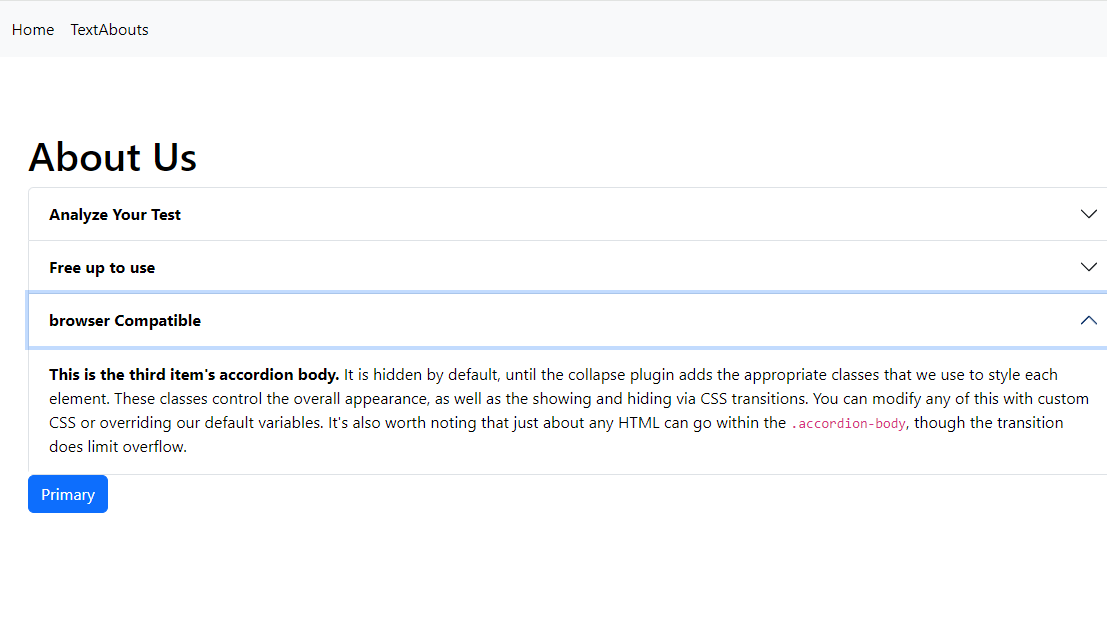 Home TextAbouts
About Us
Analyze Your Test
Free up to use
browser Compatible
This is the third item's accordion body. It is hidden by default, until the collapse plugin adds the appropriate classes that we use to style each
element. These classes control the overall appearance, as well as the showing and hiding via CSS transitions. You can modify any of this with custom
CSS or overriding our default variables. It's also worth noting that just about any HTML can go within the .accordion-body, though the transition
does limit overflow.
Primary